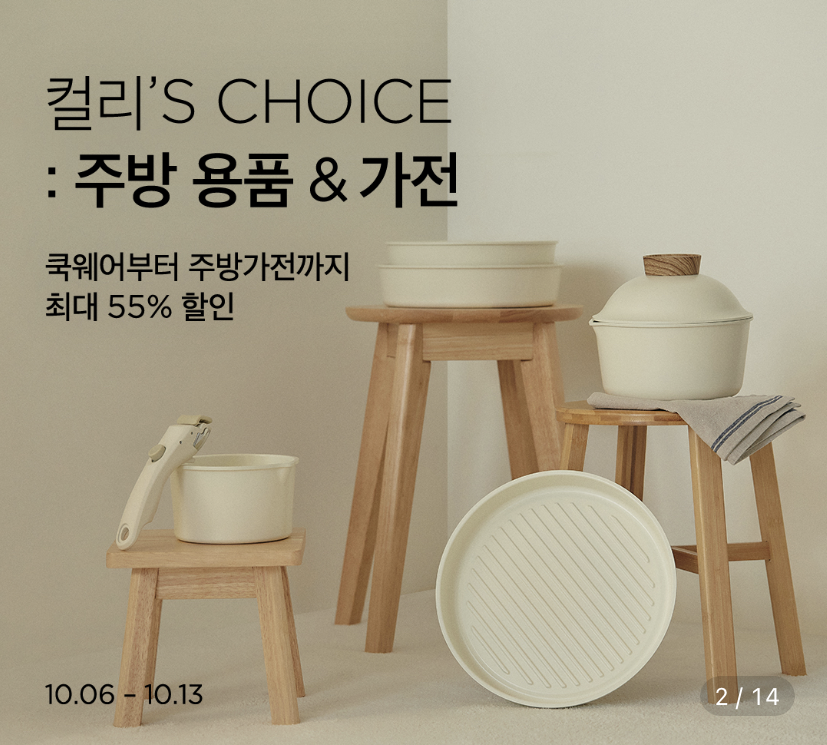 컬리’S CHOICE
: 주방 용품 & 가전
쿡웨어부터 주방가전까지
최대 55% 할인
10.06 – 10.13
2 / 14